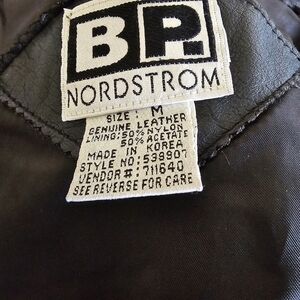 BP.
NORDSTROM
SIZE : M
GENUINE LEATHER
LINING:50% NYLON
50% ACETATE
MADE IN KOREA
STYLE NO: 539907
VENDOR #: 711640
SEE REVERSE FOR CARE